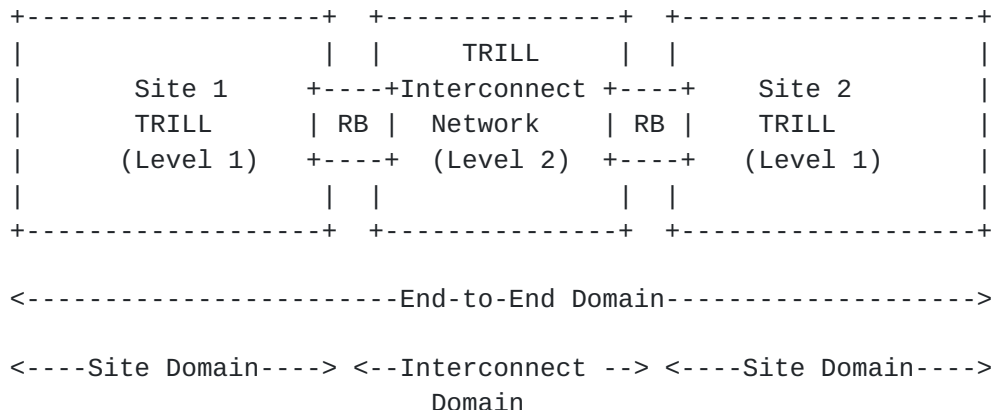 +-------------------+  +---------------+  +-------------------+
|                   |  |     TRILL     |  |                   |
|       Site 1     +----+Interconnect +----+    Site 2        |
|       TRILL      | RB |  Network    | RB |    TRILL         |
|      (Level 1)   +----+  (Level 2)  +----+   (Level 1)      |
|                   |  |               |  |                   |
+-------------------+  +---------------+  +-------------------+
<------------------------End-to-End Domain-------------------->
<----Site Domain----> <--Interconnect --> <----Site Domain---->
                           Domain